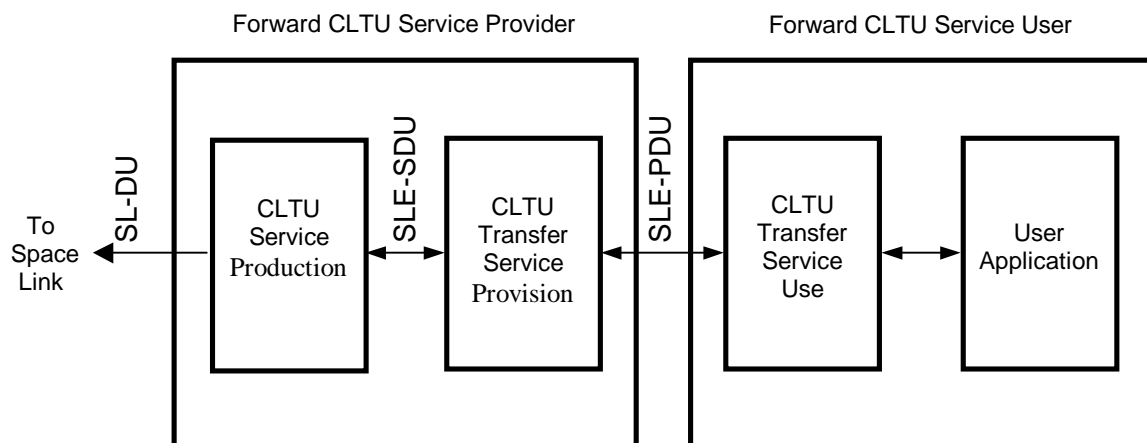 Forward CLTU Service Provider
Forward CLTU Service User
To
Space
Link
SL-DU
CLTU
Service
Production
SLE-SDU
CLTU
Transfer
Service
Provision
SLE-PDU
CLTU
Transfer
Service
Use
User
Application